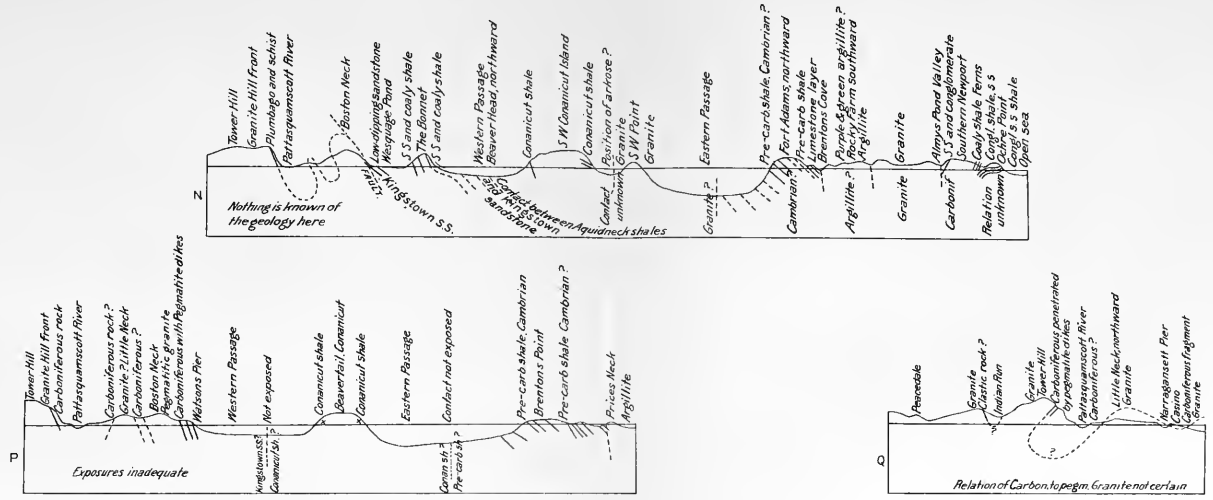 Tower Hill
Granite Hill front
Plumbago and schist
Pattasquamscott River
Boston Neck
Low-dipping sandstone
Wesquage Pond
S S and coaly shale
The Bonnet
S S and coaly shale
Western Passage
Beaver Head, northward
Conanicut shale
S W Conanicut Island
Conanicut shale
Position of arkose?
Granite
S W Point
Granite
Eastern Passage
Pre-carb shale, Cambrian?
Fort Adams, northward
Pre-carb shale
Limestone layer
Brentons Cove
Purple & green argillite?
Rocky Farm southward
Argillite
Granite
Almys Pond Valley
S S and conglomerate
Southern Newport
Coaly shale Ferns
Congl. shale, s s
Ochre Point
Congl s s shale
Open sea
N
Nothing is known of
the geology here
Kingstown S.S.
Contact between Aquidneck shales
and Kingstown
sandstone
Contact
unknown
Granite?
Cambrian?
Argillite?
Granite
Carbonif
Relation
unknown
Tower Hill
Granite Hill front
Carboniferous rock
Pattasquamscott River
Carboniferous rock?
Granite? Little Neck
Carboniferous?
Boston Neck
Pegmatitic granite
Carboniferous with Pegmatite dikes
Watsons Pier
Western Passage
Not exposed
Conanicut shale
Beavertail, Conanicut
Conanicut shale
Eastern Passage
Contact not exposed
Pre-carb shale, Cambrian
Brentons Point
Pre-carb shale Cambrian?
Prices Neck
Argillite
P
Exposures inadequate
Kingstown ss?
Conanicut sh.?
Conan sh?
Pre-carb sh?
Peacedale
Granite
Clastic rock?
Indian Run
Granite
Tower Hill
Carboniferous penetrated
by pegmatite dikes
Pattasquamscott River
Carboniferous?
Little Neck, northward
Granite
Narragansett Pier
Casino
Carboniferous fragment
Granite
Q
?
?
Relation of Carbon. to pegm. Granite not certain